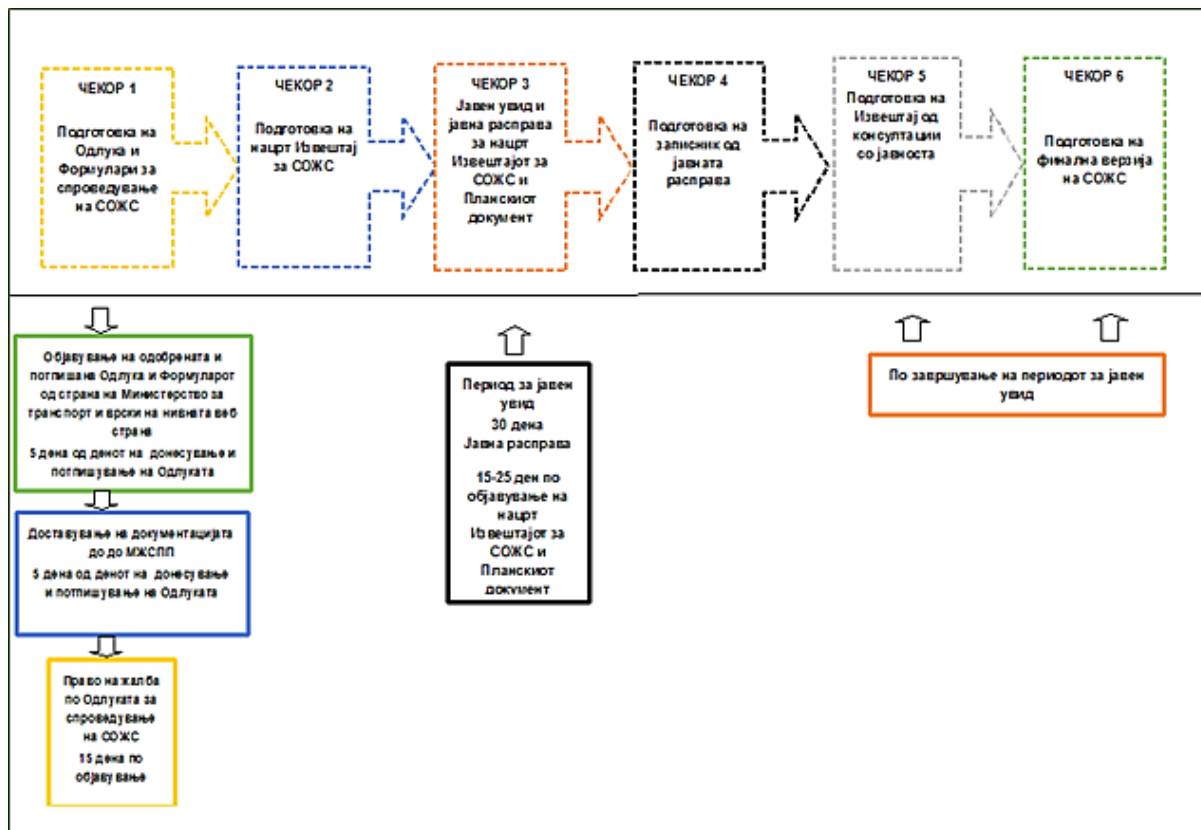 ЧЕКОР 1
Подготовка на
Одлука и
Формулари за
спроведување
на СОЖС
ЧЕКОР 2
Подготовка на
нацрт Извештај
за СОЖС
ЧЕКОР 3
Јавен увид и
јавна расправа
за нацрт
Извештајот за
СОЖС и
Планскиот
документ
ЧЕКОР 4
Подготовка на
записник од
јавната
расправа
ЧЕКОР 5
Подготовка на
Извештај од
консултации
со јавноста
ЧЕКОР 6
Подготовка на
финална верзија
на СОЖС
Објавување на одобрената и
потпишана Одлука и Формуларот
од страна на Министерство за
транспорт и врски на нивната веб
страна
5 дена од денот на донесување и
потпишување на Одлуката
Доставување на документацијата
до до МЖСПП
5 дена од денот на донесување
и потпишување на Одлуката
Право на жалба
по Одлуката за
спроведување
на СОЖС
15 дена по
објавување
Период за јавен
увид
30 дена
Јавна расправа
15-25 ден по
објавување на
нацрт
Извештајот за
СОЖС и
Планскиот
документ
По завршување на периодот за јавен
увид